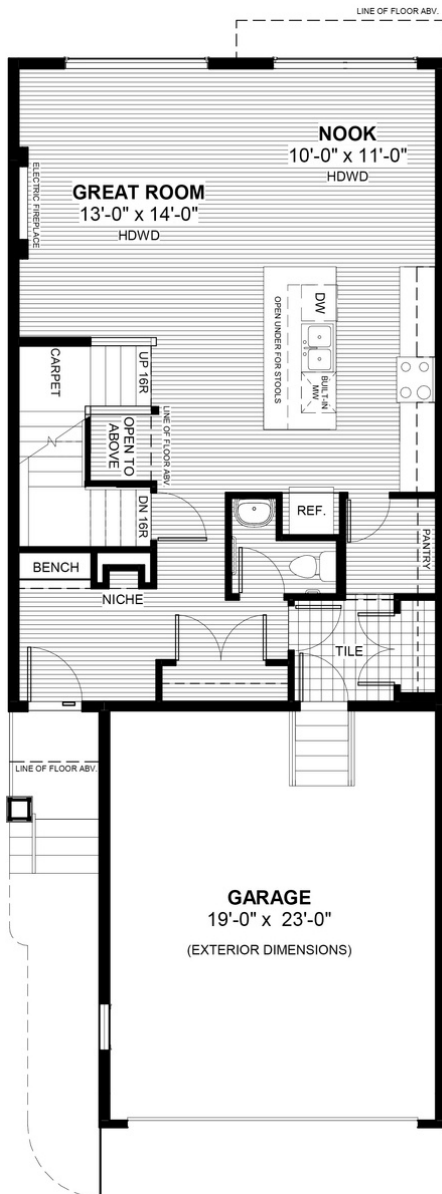 LINE OF FLOOR ABV.
NOOK
10'-0" x 11'-0"
HDWD
GREAT ROOM
13'-0" x 14'-0"
HDWD
ELECTRIC FIREPLACE
DW
OPEN UNDER FOR STOOLS
BUILT-IN
MW
CARPET
UP 16R
LINE OF FLOOR ABV.
OPEN TO
ABOVE
DN 16R
REF.
PANTRY
BENCH
NICHE
TILE
LINE OF FLOOR ABV.
GARAGE
19'-0" x 23'-0"
(EXTERIOR DIMENSIONS)